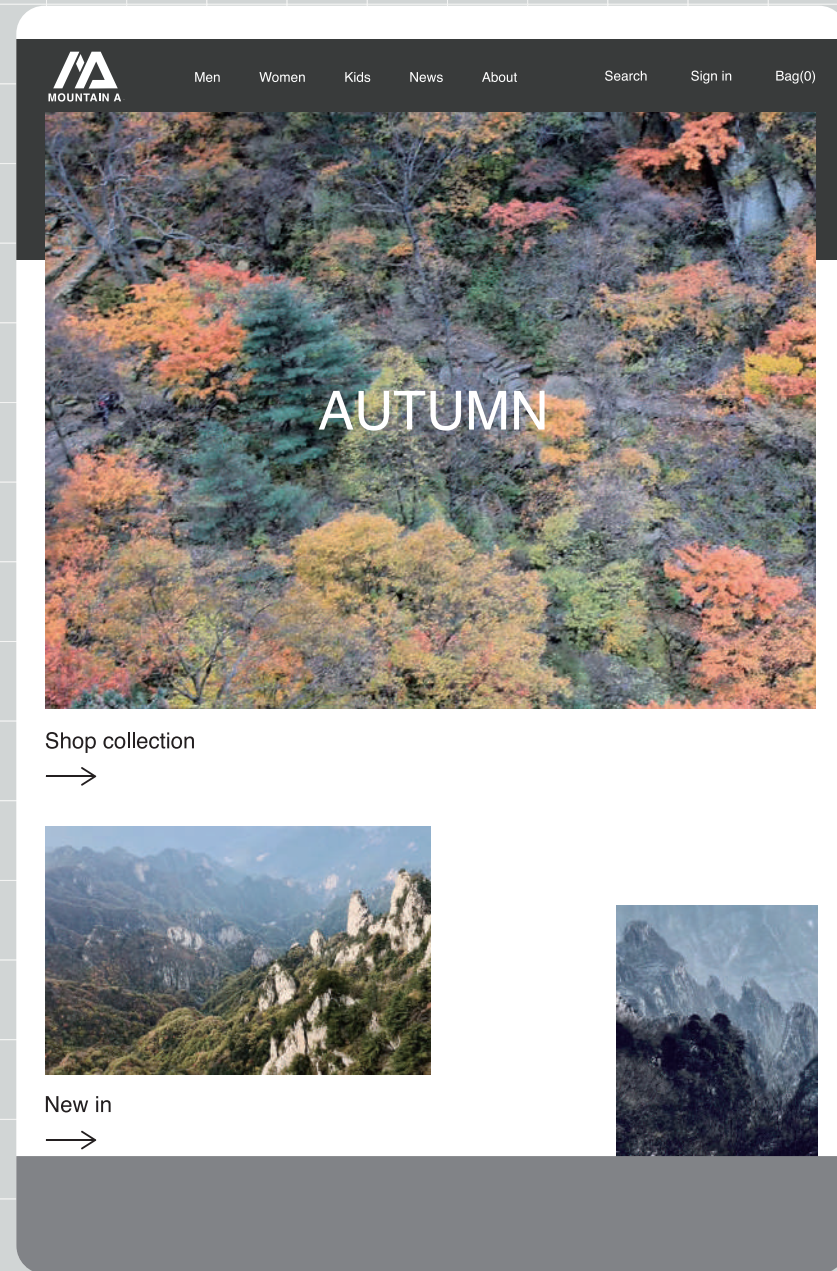 MOUNTAIN A
Men Women Kids News About Search Sign in Bag(0)
AUTUMN
Shop collection
New in